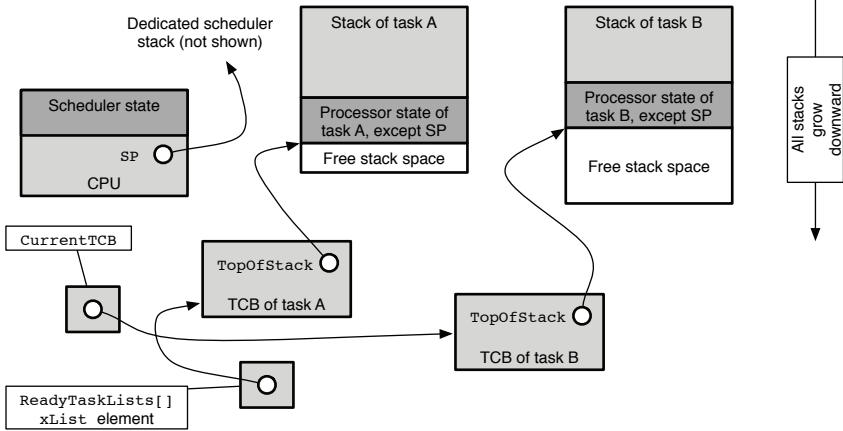 Dedicated scheduler
stack (not shown)
Stack of task A
Stack of task B
Scheduler state
Processor state of
task A, except SP
Processor state of
task B, except SP
All stacks
grow
downward
SP
CPU
Free stack space
Free stack space
CurrentTCB
TopOfStack
TCB of task A
TopOfStack
TCB of task B
ReadyTaskLists[]
xList element